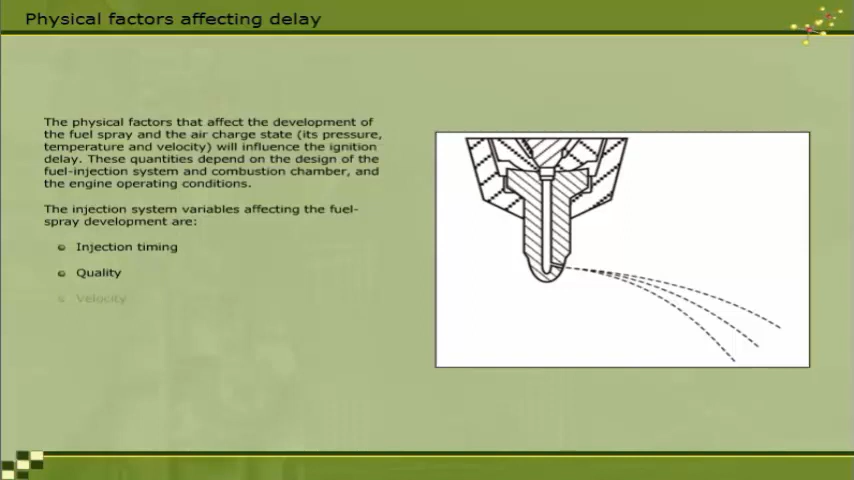 Physical factors affecting delay
The physical factors that affect the development of
the fuel spray and the air charge state (its pressure,
temperature and velocity) will influence the ignition
delay. These quantities depend on the design of the
fuel-injection system and combustion chamber, and
the engine operating conditions.
The injection system variables affecting the fuel-
spray development are:
Injection timing
Quality
Velocity